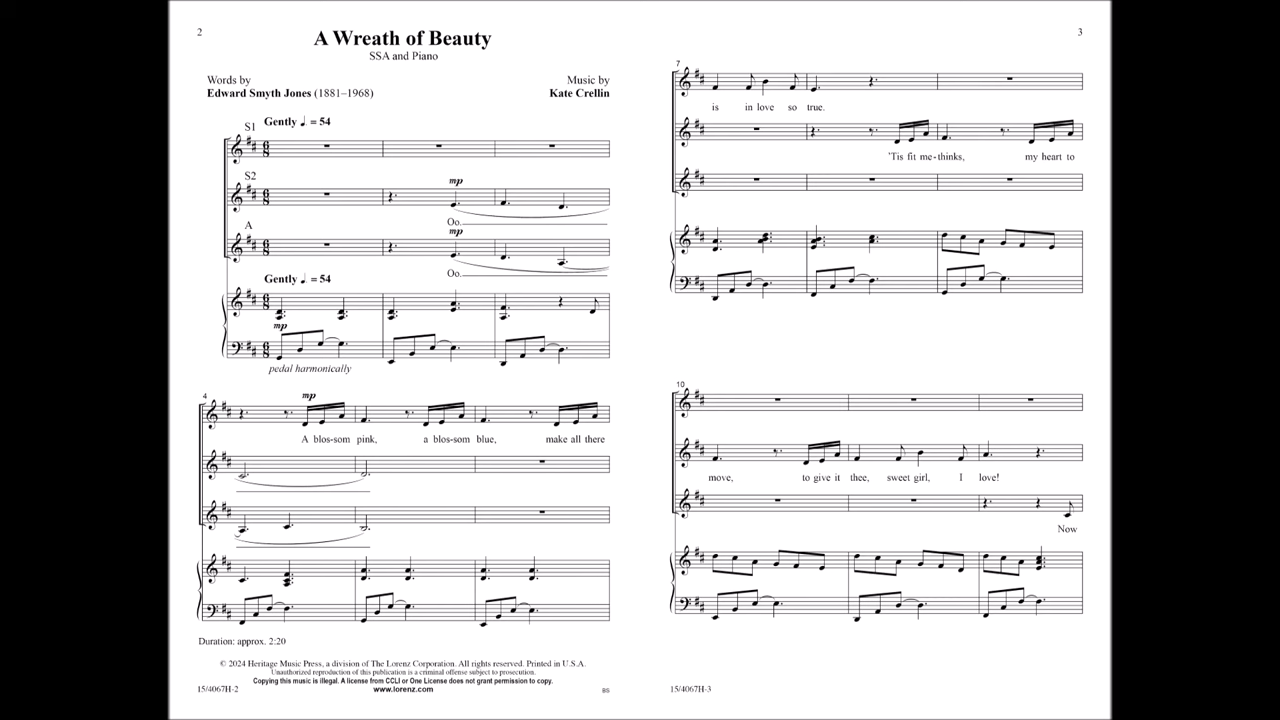 2
A Wreath of Beauty
SSA and Piano
Words by
Edward Smyth Jones (1881–1968)
Music by
Kate Crellin
Gently ♩. = 54
S1
S2
mp
Oo
A
mp
Oo
Gently ♩. = 54
mp
pedal harmonically
4
mp
A blos-som pink, a blos-som blue, make all there
Duration: approx. 2:20
© 2024 Heritage Music Press, a division of The Lorenz Corporation. All rights reserved. Printed in U.S.A.
Unauthorized reproduction of this publication is a criminal offense subject to prosecution.
Copying this music is illegal. A license from CCLI or One License does not grant permission to copy.
15/4067H-2
www.lorenz.com
BS
3
7
is in love so true.
'Tis fit me-thinks, my heart to
10
move, to give it thee, sweet girl, I love!
Now
15/4067H-3